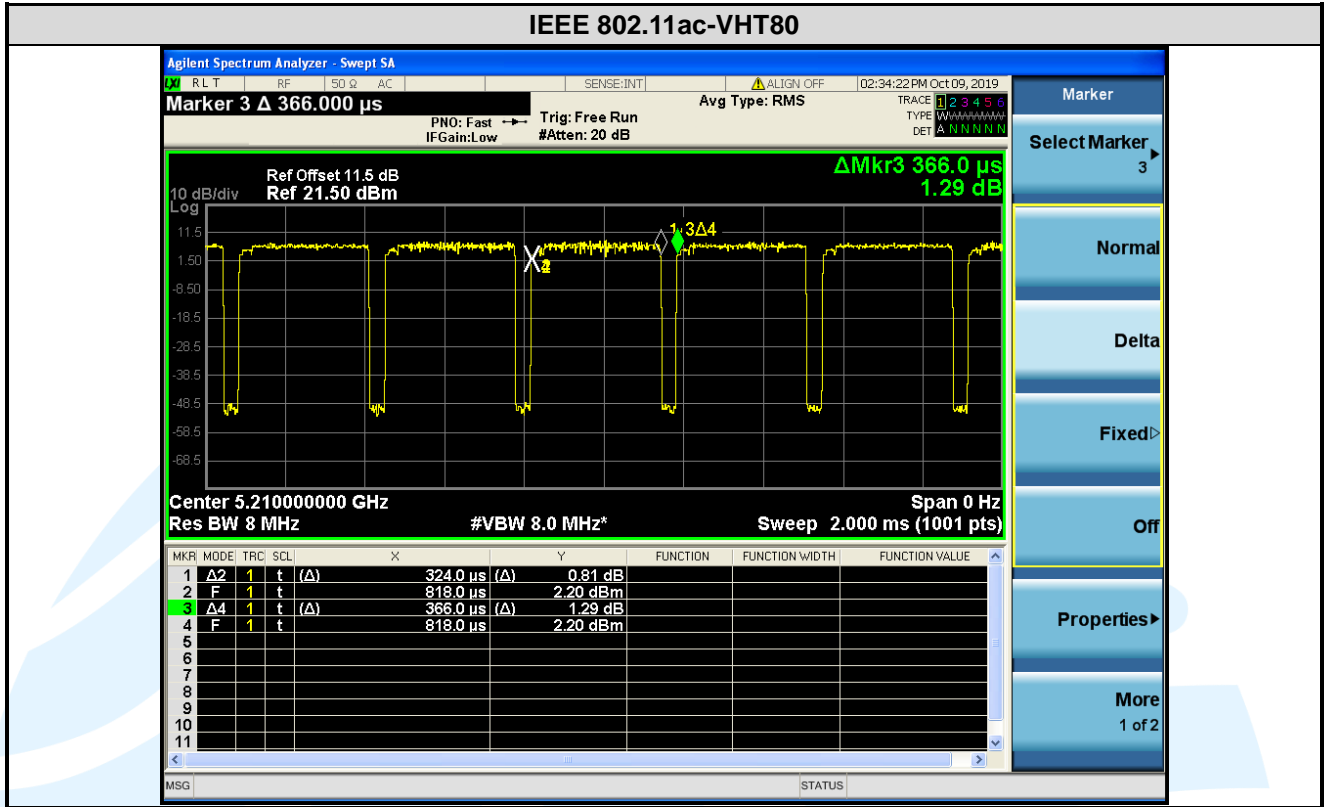 IEEE 802.11ac-VHT80
Agilent Spectrum Analyzer - Swept SA
LXI RLT RF 50 Ω AC SENSE:INT ALIGN OFF 02:34:22 PM Oct 09, 2019
Marker 3 Δ 366.000 µs
PNO: Fast
IFGain:Low
Trig: Free Run
#Atten: 20 dB
Avg Type: RMS
TRACE 1 2 3 4 5 6
TYPE WWWWWW
DET A N N N N N
ΔMkr3 366.0 µs
1.29 dB
Ref Offset 11.5 dB
10 dB/div Ref 21.50 dBm
Log
11.5
1.50
-8.50
-18.5
-28.5
-38.5
-48.5
-58.5
-68.5
3Δ4
Center 5.210000000 GHz Span 0 Hz
Res BW 8 MHz #VBW 8.0 MHz* Sweep 2.000 ms (1001 pts)
MKR MODE TRC SCL X Y FUNCTION FUNCTION WIDTH FUNCTION VALUE
1 Δ2 1 t (Δ) 324.0 µs (Δ) 0.81 dB
2 F 1 t 818.0 µs 2.20 dBm
3 Δ4 1 t (Δ) 366.0 µs (Δ) 1.29 dB
4 F 1 t 818.0 µs 2.20 dBm
5
6
7
8
9
10
11
MSG STATUS
Marker
Select Marker
3
Normal
Delta
Fixed
Off
Properties
More
1 of 2